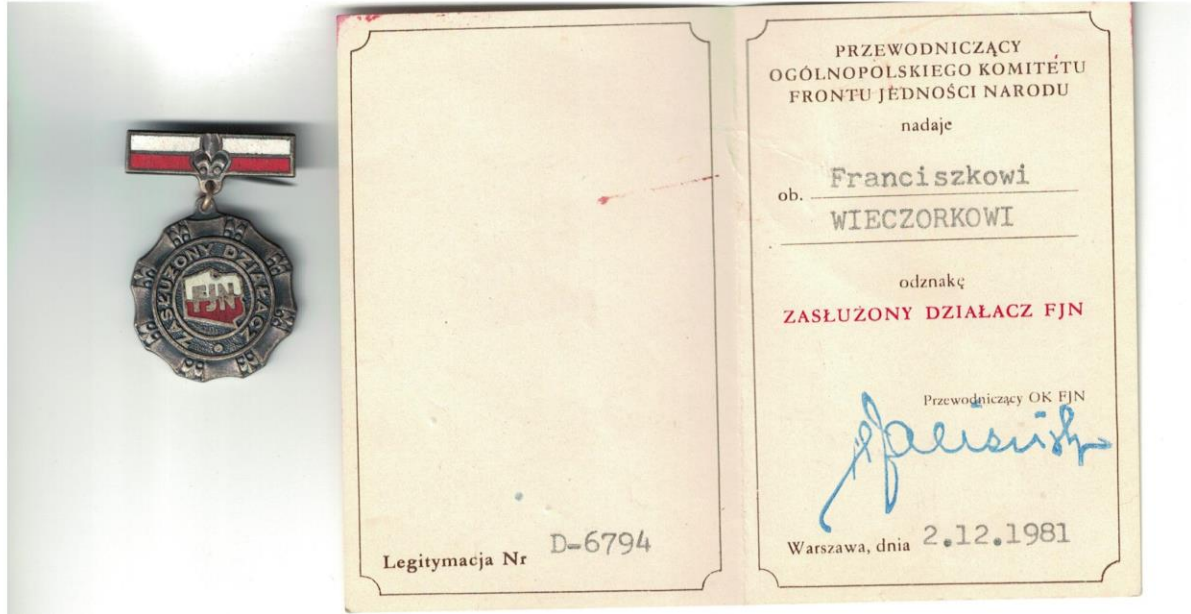 ZASŁUŻONY DZIAŁACZ
FJN
Legitymacja Nr D-6794
PRZEWODNICZĄCY
OGÓLNOPOLSKIEGO KOMITETU
FRONTU JEDNOŚCI NARODU
nadaje
ob. Franciszkowi
WIECZORKOWI
odznakę
ZASŁUŻONY DZIAŁACZ FJN
Przewodniczący OK FJN
Warszawa, dnia 2.12.1981